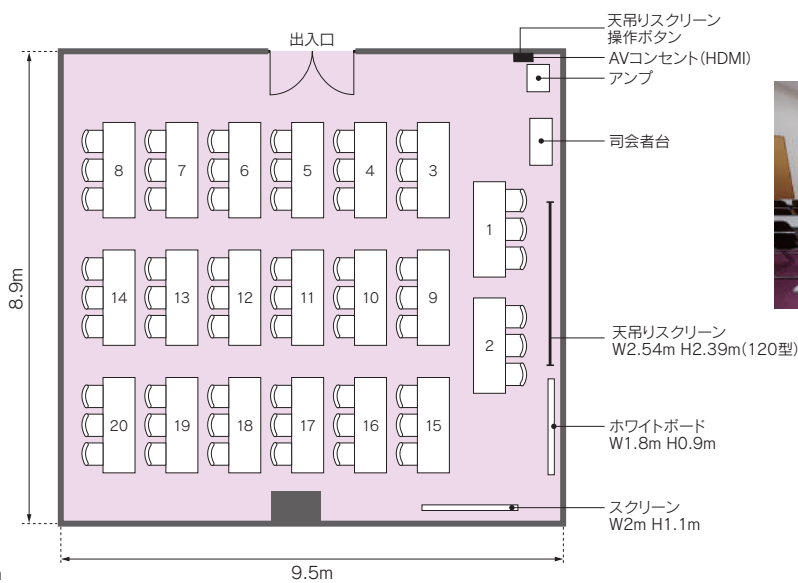 出入口
天吊りスクリーン
操作ボタン
AVコンセント(HDMI)
アンプ
司会者台
8 7 6 5 4 3
1
14 13 12 11 10 9
2
20 19 18 17 16 15
天吊りスクリーン
W2.54m H2.39m(120型)
ホワイトボード
W1.8m H0.9m
スクリーン
W2m H1.1m
8.9m
9.5m